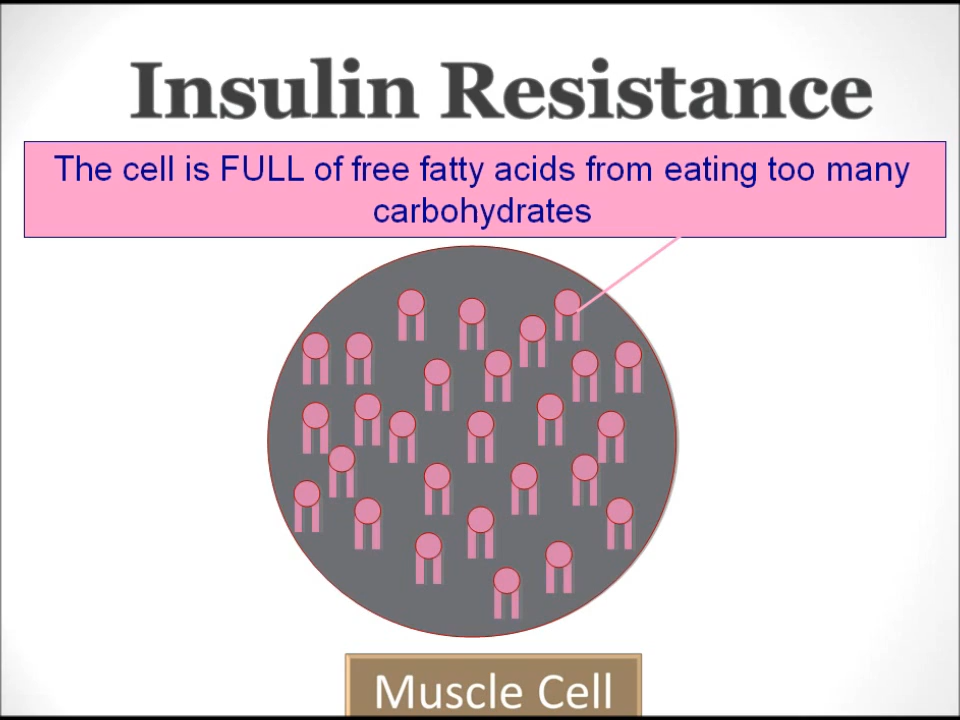 Insulin Resistance
The cell is FULL of free fatty acids from eating too many
carbohydrates
Muscle Cell